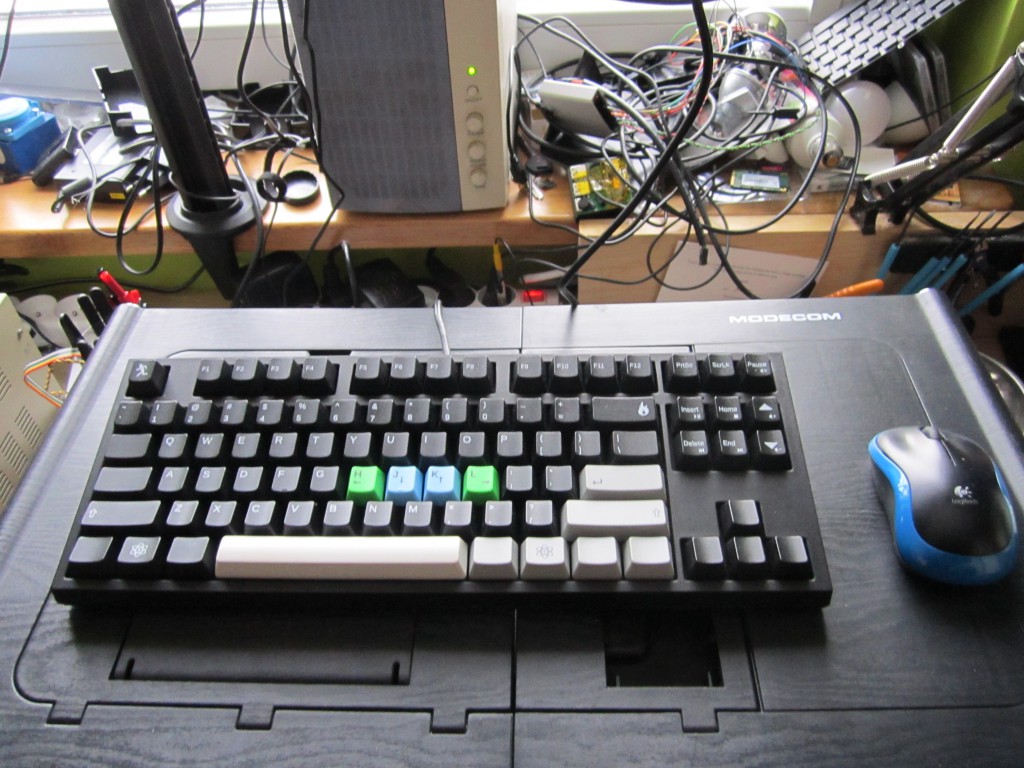 MODECOM
F1 F2 F3 F4 F5 F6 F7 F8 F9 F10 F11 F12 PrtSc ScrLk Pause
Insert Home
Q W E R T Y U I O P { } |
Delete End
A S D F G H J K L
Z X C V B N M
Logitech